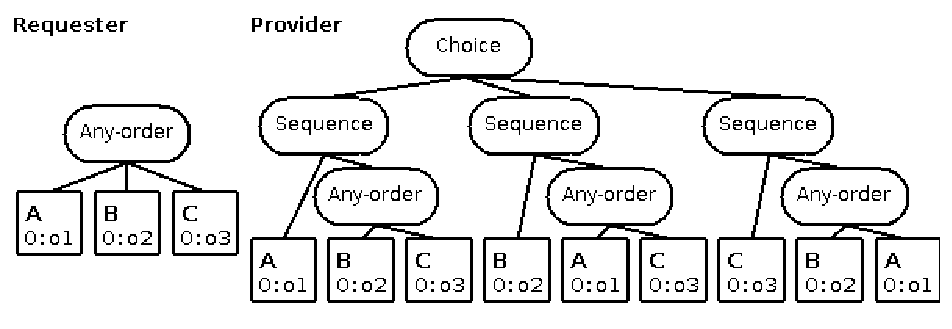 Requester
Provider
Choice
Any-order
Sequence
Sequence
Sequence
Any-order
Any-order
Any-order
A
O:o1
B
O:o2
C
O:o3
A
O:o1
B
O:o2
C
O:o3
B
O:o2
A
O:o1
C
O:o3
C
O:o3
B
O:o2
A
O:o1